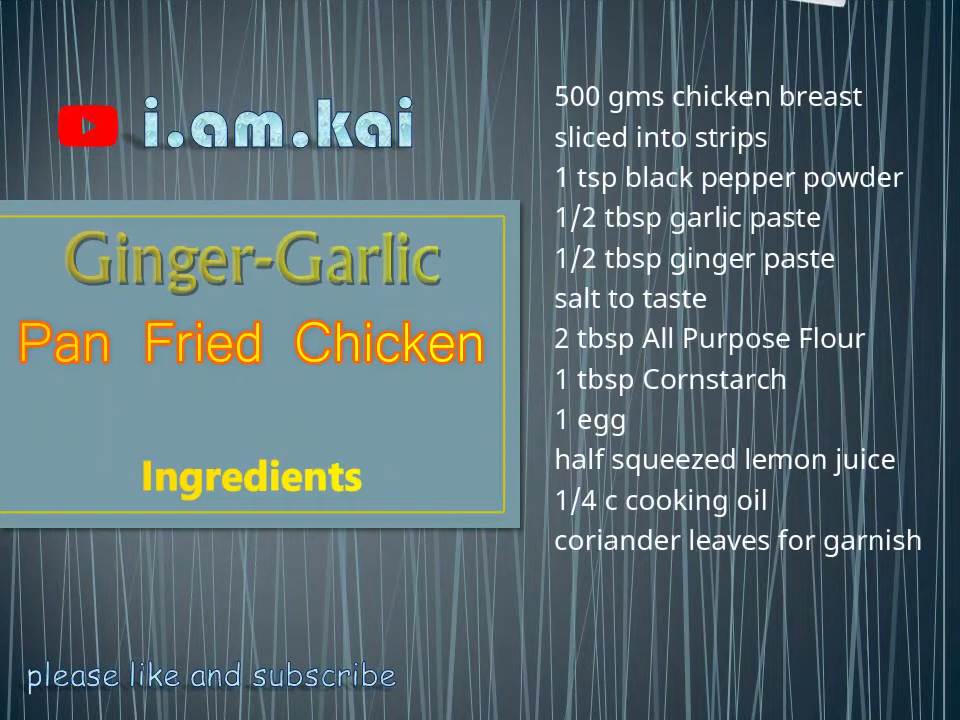 i.am.kai
Ginger-Garlic
Pan Fried Chicken
Ingredients
500 gms chicken breast
sliced into strips
1 tsp black pepper powder
1/2 tbsp garlic paste
1/2 tbsp ginger paste
salt to taste
2 tbsp All Purpose Flour
1 tbsp Cornstarch
1 egg
half squeezed lemon juice
1/4 c cooking oil
coriander leaves for garnish
please like and subscribe